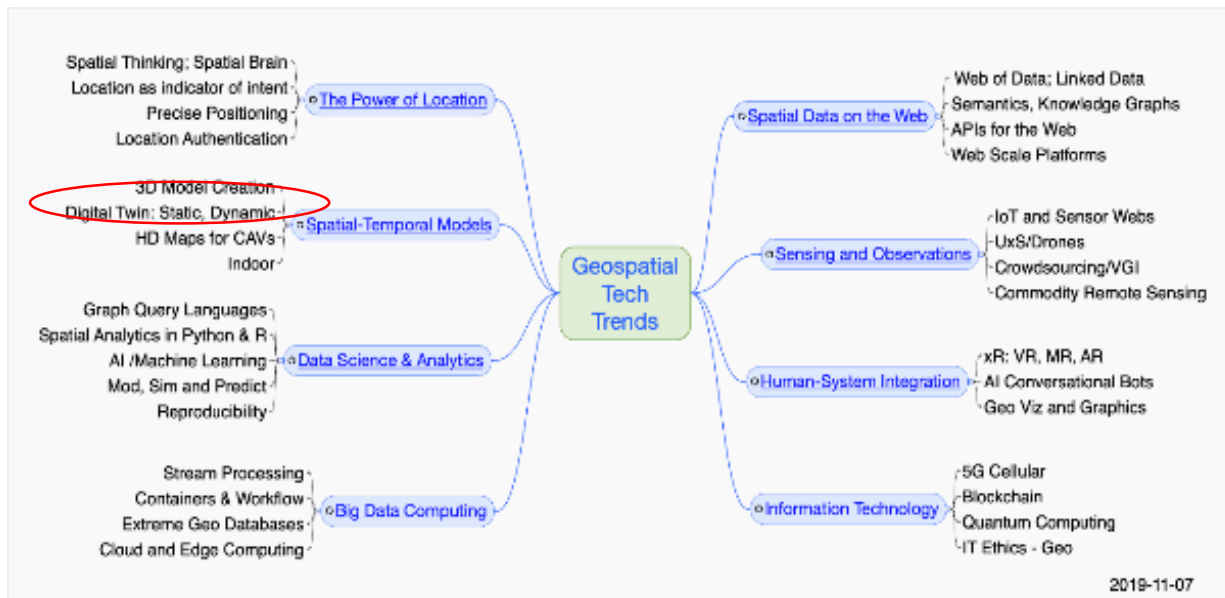 Spatial Thinking; Spatial Brain
Location as indicator of intent
Precise Positioning
Location Authentication
The Power of Location
3D Model Creation
Digital Twin: Static, Dynamic
HD Maps for CAVs
Indoor
Spatial-Temporal Models
Graph Query Languages
Spatial Analytics in Python & R
AI /Machine Learning
Mod, Sim and Predict
Reproducibility
Data Science & Analytics
Stream Processing
Containers & Workflow
Extreme Geo Databases
Cloud and Edge Computing
Big Data Computing
Geospatial
Tech
Trends
Spatial Data on the Web
Web of Data; Linked Data
Semantics, Knowledge Graphs
APIs for the Web
Web Scale Platforms
Sensing and Observations
IoT and Sensor Webs
UxS/Drones
Crowdsourcing/VGI
Commodity Remote Sensing
Human-System Integration
xR: VR, MR, AR
AI Conversational Bots
Geo Viz and Graphics
Information Technology
5G Cellular
Blockchain
Quantum Computing
IT Ethics - Geo
2019-11-07